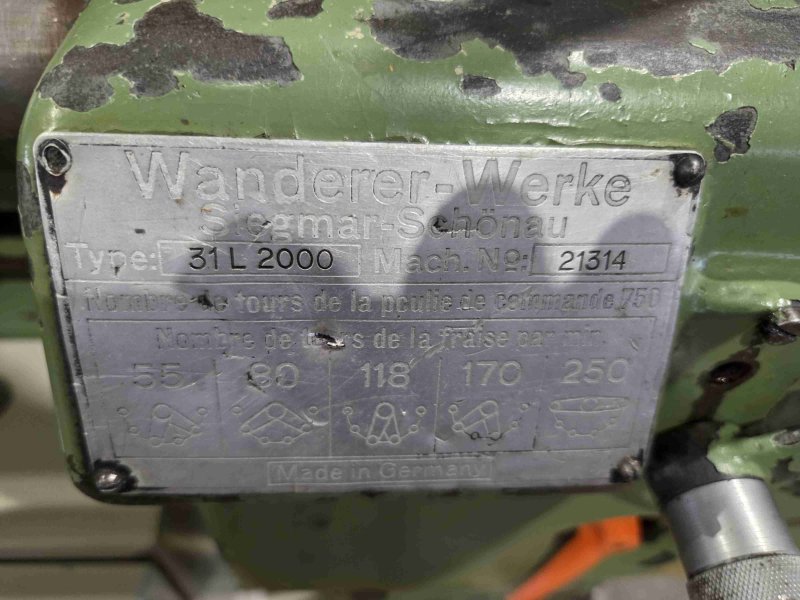 Wanderer-Werke
Siegmar-Schönau
Type: 31 L 2000 Mach. No: 21314
Nombre de tours de la poulie de commande 750
Nombre de tours de la fraise par min.
55 80 118 170 250
Made in Germany